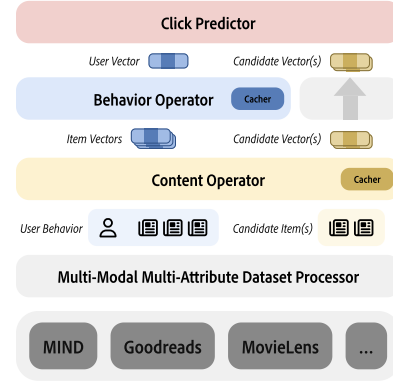 Click Predictor
User Vector
Candidate Vector(s)
Behavior Operator
Cacher
Item Vectors
Candidate Vector(s)
Content Operator
Cacher
User Behavior
Candidate Item(s)
Multi-Modal Multi-Attribute Dataset Processor
MIND
Goodreads
MovieLens
...